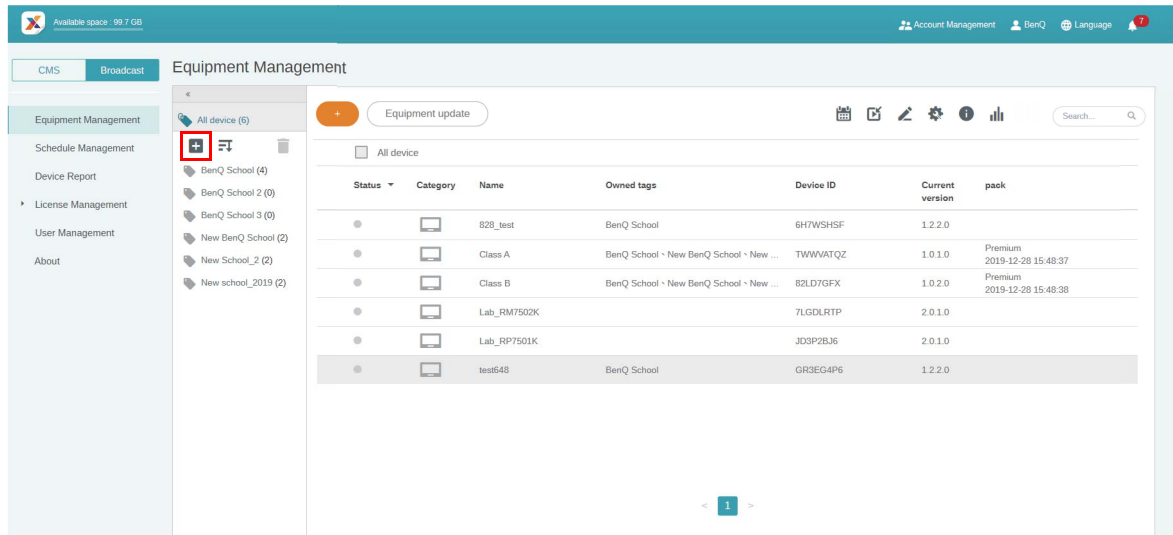 Available space : 99.7 GB
Account Management BenQ Language 7
CMS Broadcast
Equipment Management
Equipment Management
Schedule Management
Device Report
License Management
User Management
About
«
All device (6)
BenQ School (4)
BenQ School 2 (0)
BenQ School 3 (0)
New BenQ School (2)
New School_2 (2)
New school_2019 (2)
+ Equipment update
Search...
All device
Status Category Name Owned tags Device ID Current version pack
828_test BenQ School 6H7WSHSF 1.2.2.0
Class A BenQ School、New BenQ School、New ... TWWVATQZ 1.0.1.0 Premium
2019-12-28 15:48:37
Class B BenQ School、New BenQ School、New ... 82LD7GFX 1.0.2.0 Premium
2019-12-28 15:48:38
Lab_RM7502K 7LGDLRTP 2.0.1.0
Lab_RP7501K JD3P2BJ6 2.0.1.0
test648 BenQ School GR3EG4P6 1.2.2.0
< 1 >